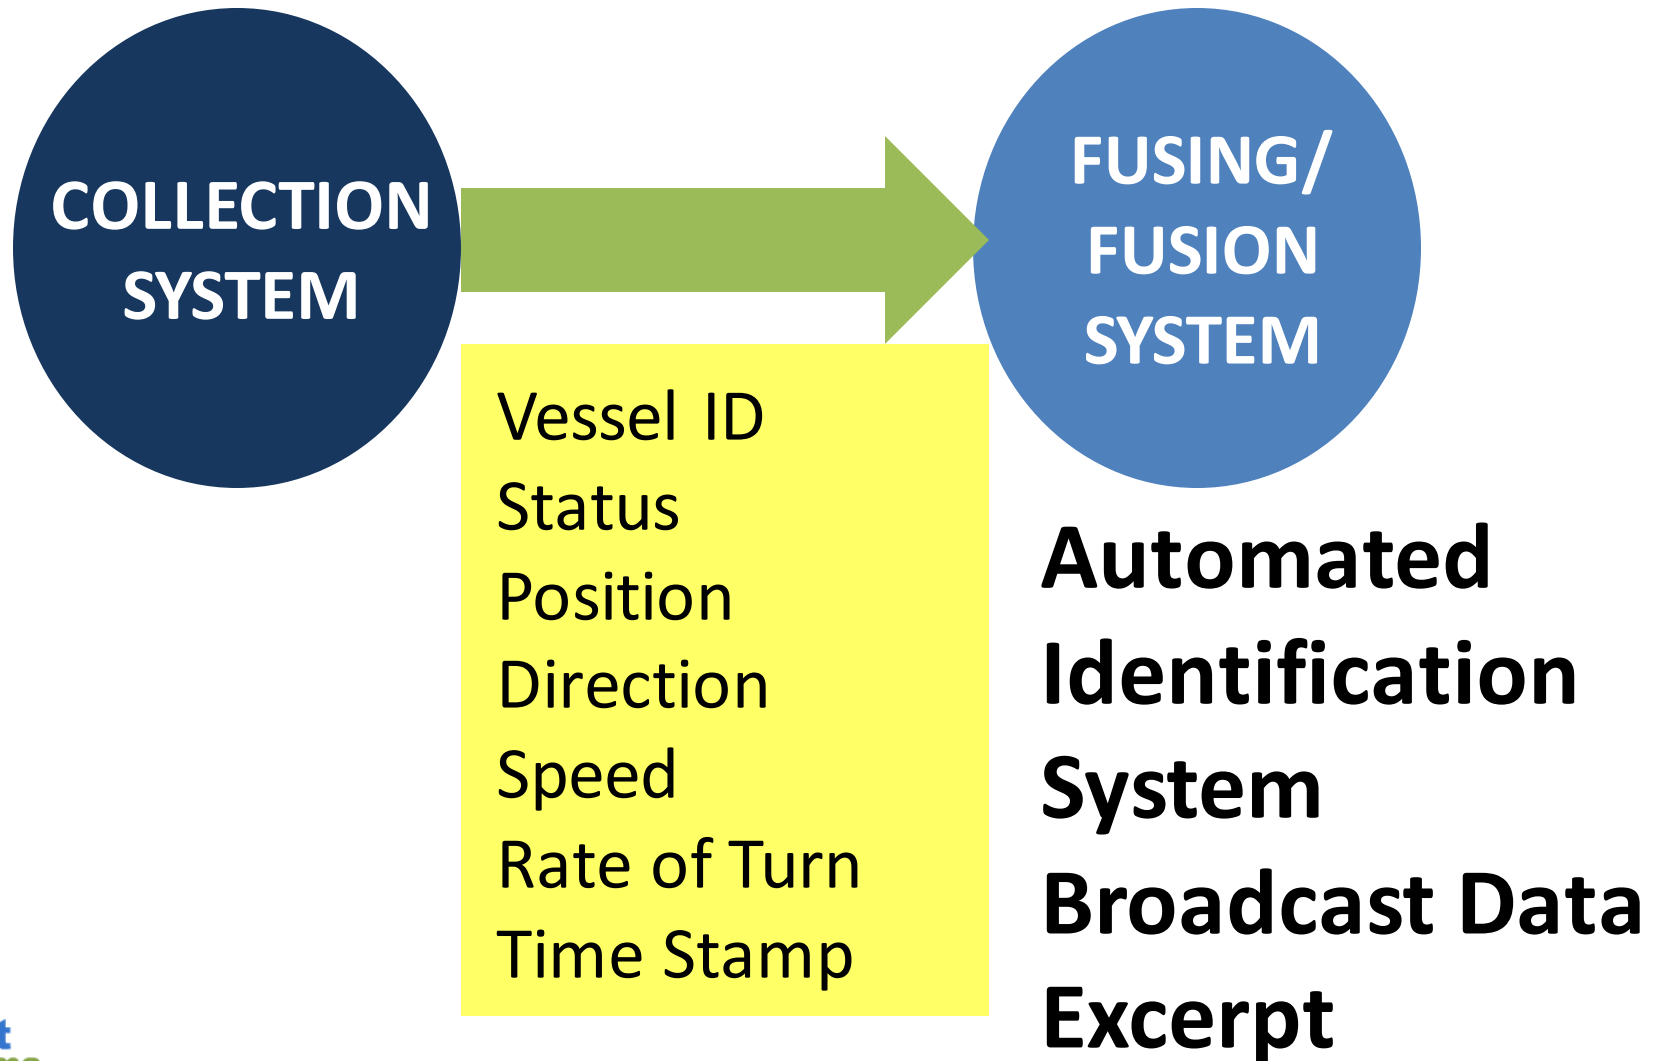 COLLECTION
SYSTEM
FUSING/
FUSION
SYSTEM
Vessel ID
Status
Position
Direction
Speed
Rate of Turn
Time Stamp
Automated
Identification
System
Broadcast Data
Excerpt